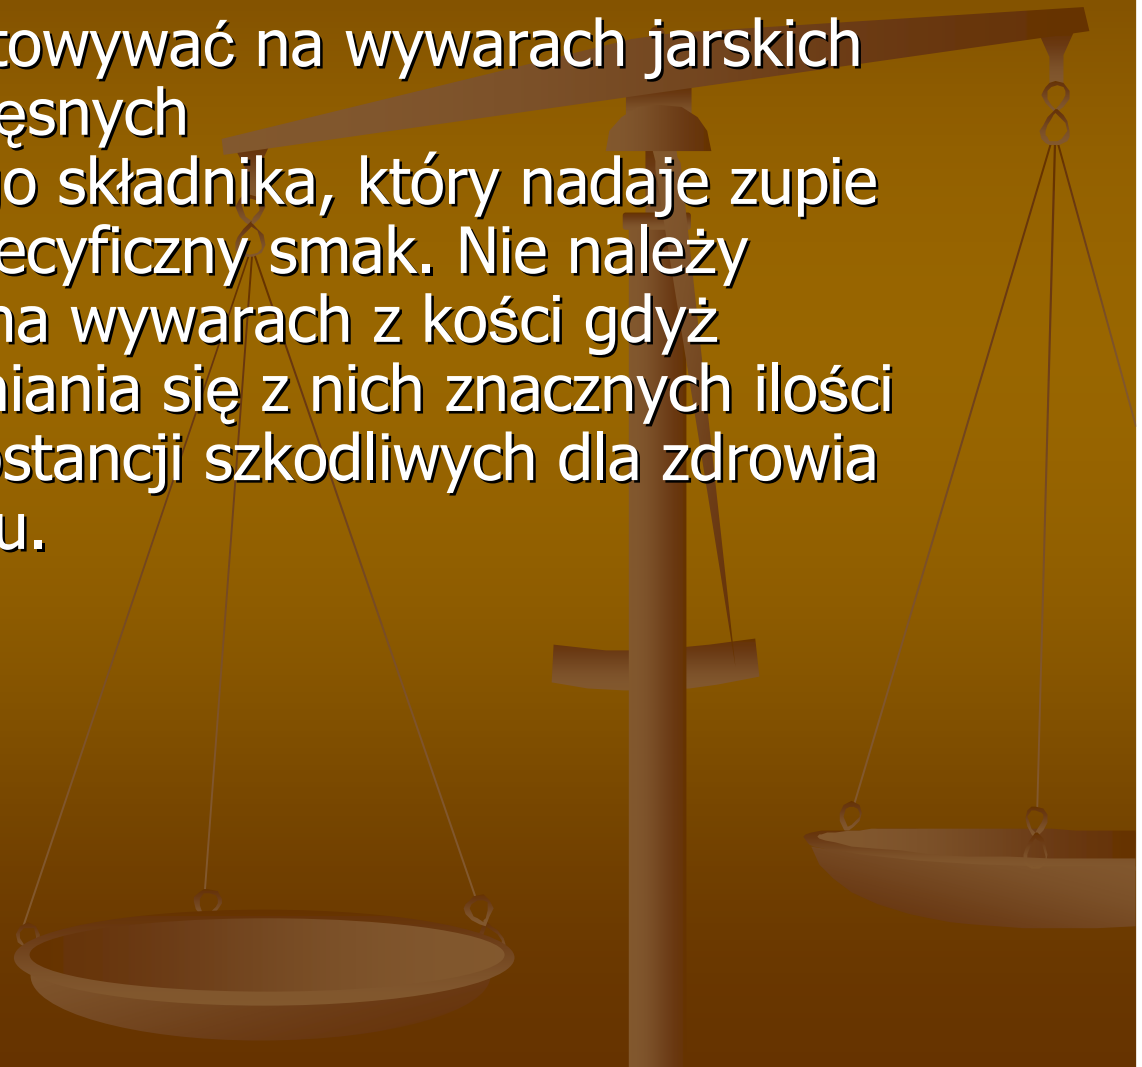 towywać na wywarach jarskich
ęsnych
go składnika, który nadaje zupie
ecyficzny smak. Nie należy
na wywarach z kości gdyż
niania się z nich znacznych ilości
ostancji szkodliwych dla zdrowia
u.